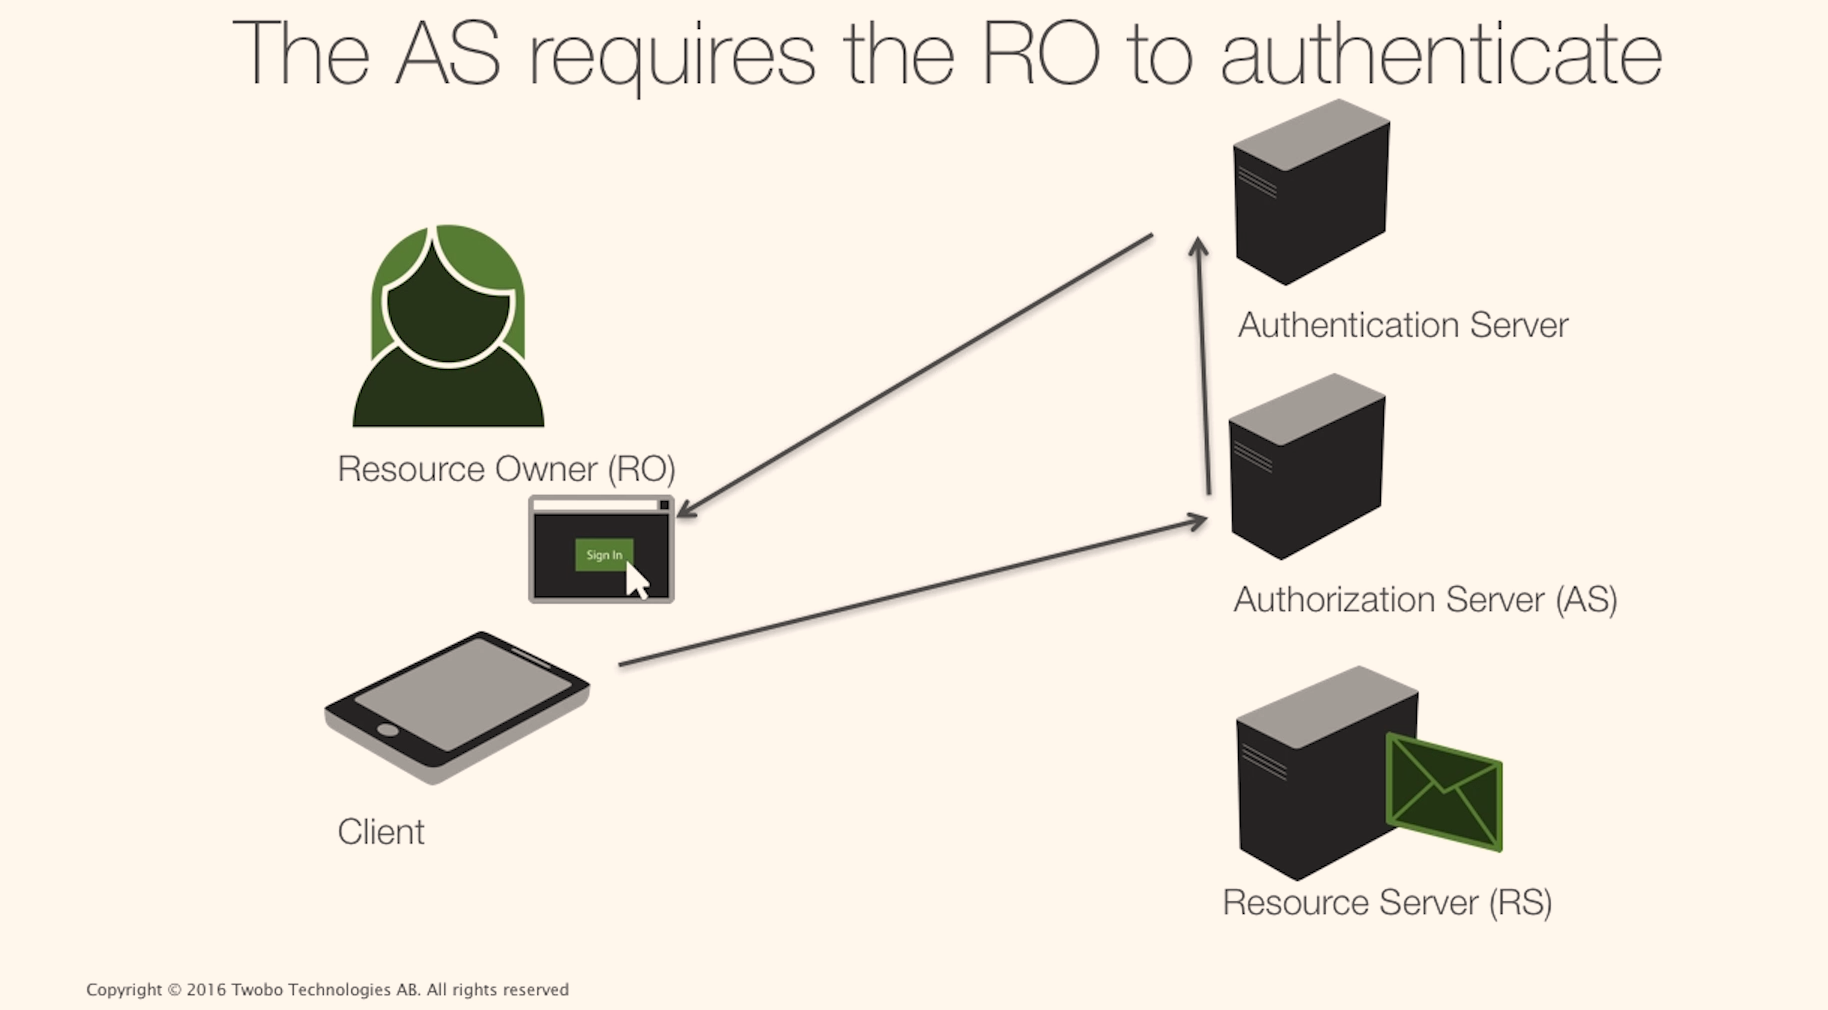 The AS requires the RO to authenticate
Authentication Server
Resource Owner (RO)
Sign In
Authorization Server (AS)
Client
Resource Server (RS)
Copyright © 2016 Twobo Technologies AB. All rights reserved